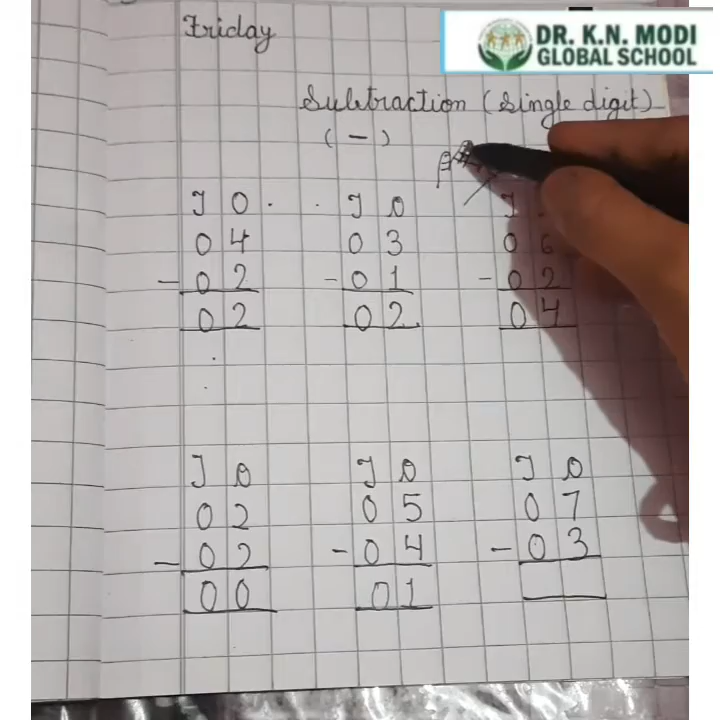 Friday
DR. K.N. MODI
GLOBAL SCHOOL
Subtraction (Single digit)
(-)
T O T O T
0 4 0 3 0 6
- 0 2 - 0 1 - 0 2
0 2 0 2 0 4
T O T O T O
0 2 0 5 0 7
- 0 2 - 0 4 - 0 3
0 0 0 1